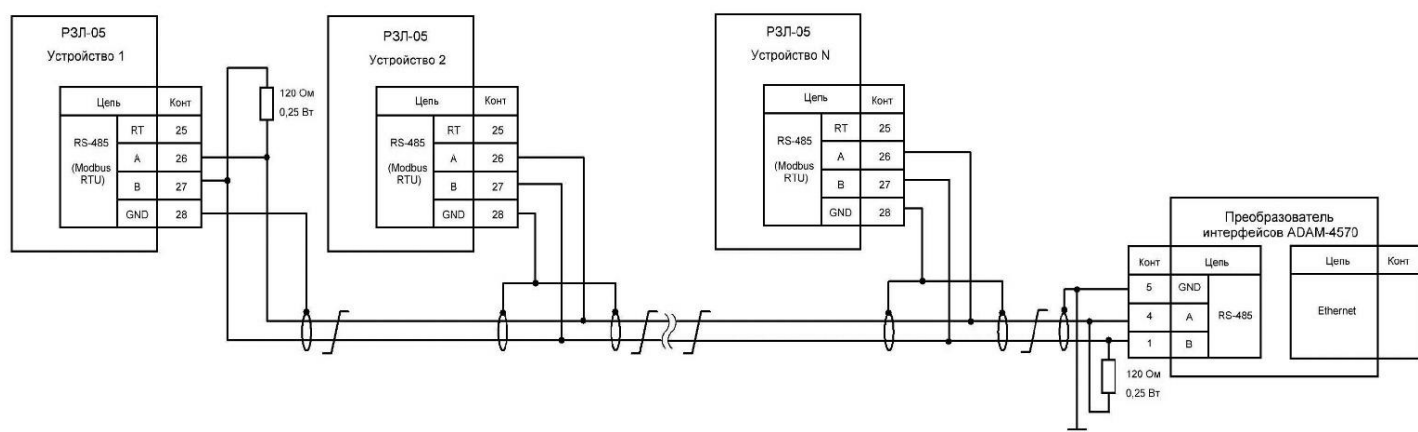 РЗЛ-05
Устройство 1
Цепь Конт
RS-485
(Modbus
RTU)
RT 25
A 26
B 27
GND 28
120 Ом
0,25 Вт
РЗЛ-05
Устройство 2
Цепь Конт
RS-485
(Modbus
RTU)
RT 25
A 26
B 27
GND 28
РЗЛ-05
Устройство N
Цепь Конт
RS-485
(Modbus
RTU)
RT 25
A 26
B 27
GND 28
Преобразователь
интерфейсов ADAM-4570
Конт Цепь
5 GND
4 A
1 B
RS-485
Цепь Конт
Ethernet
120 Ом
0,25 Вт